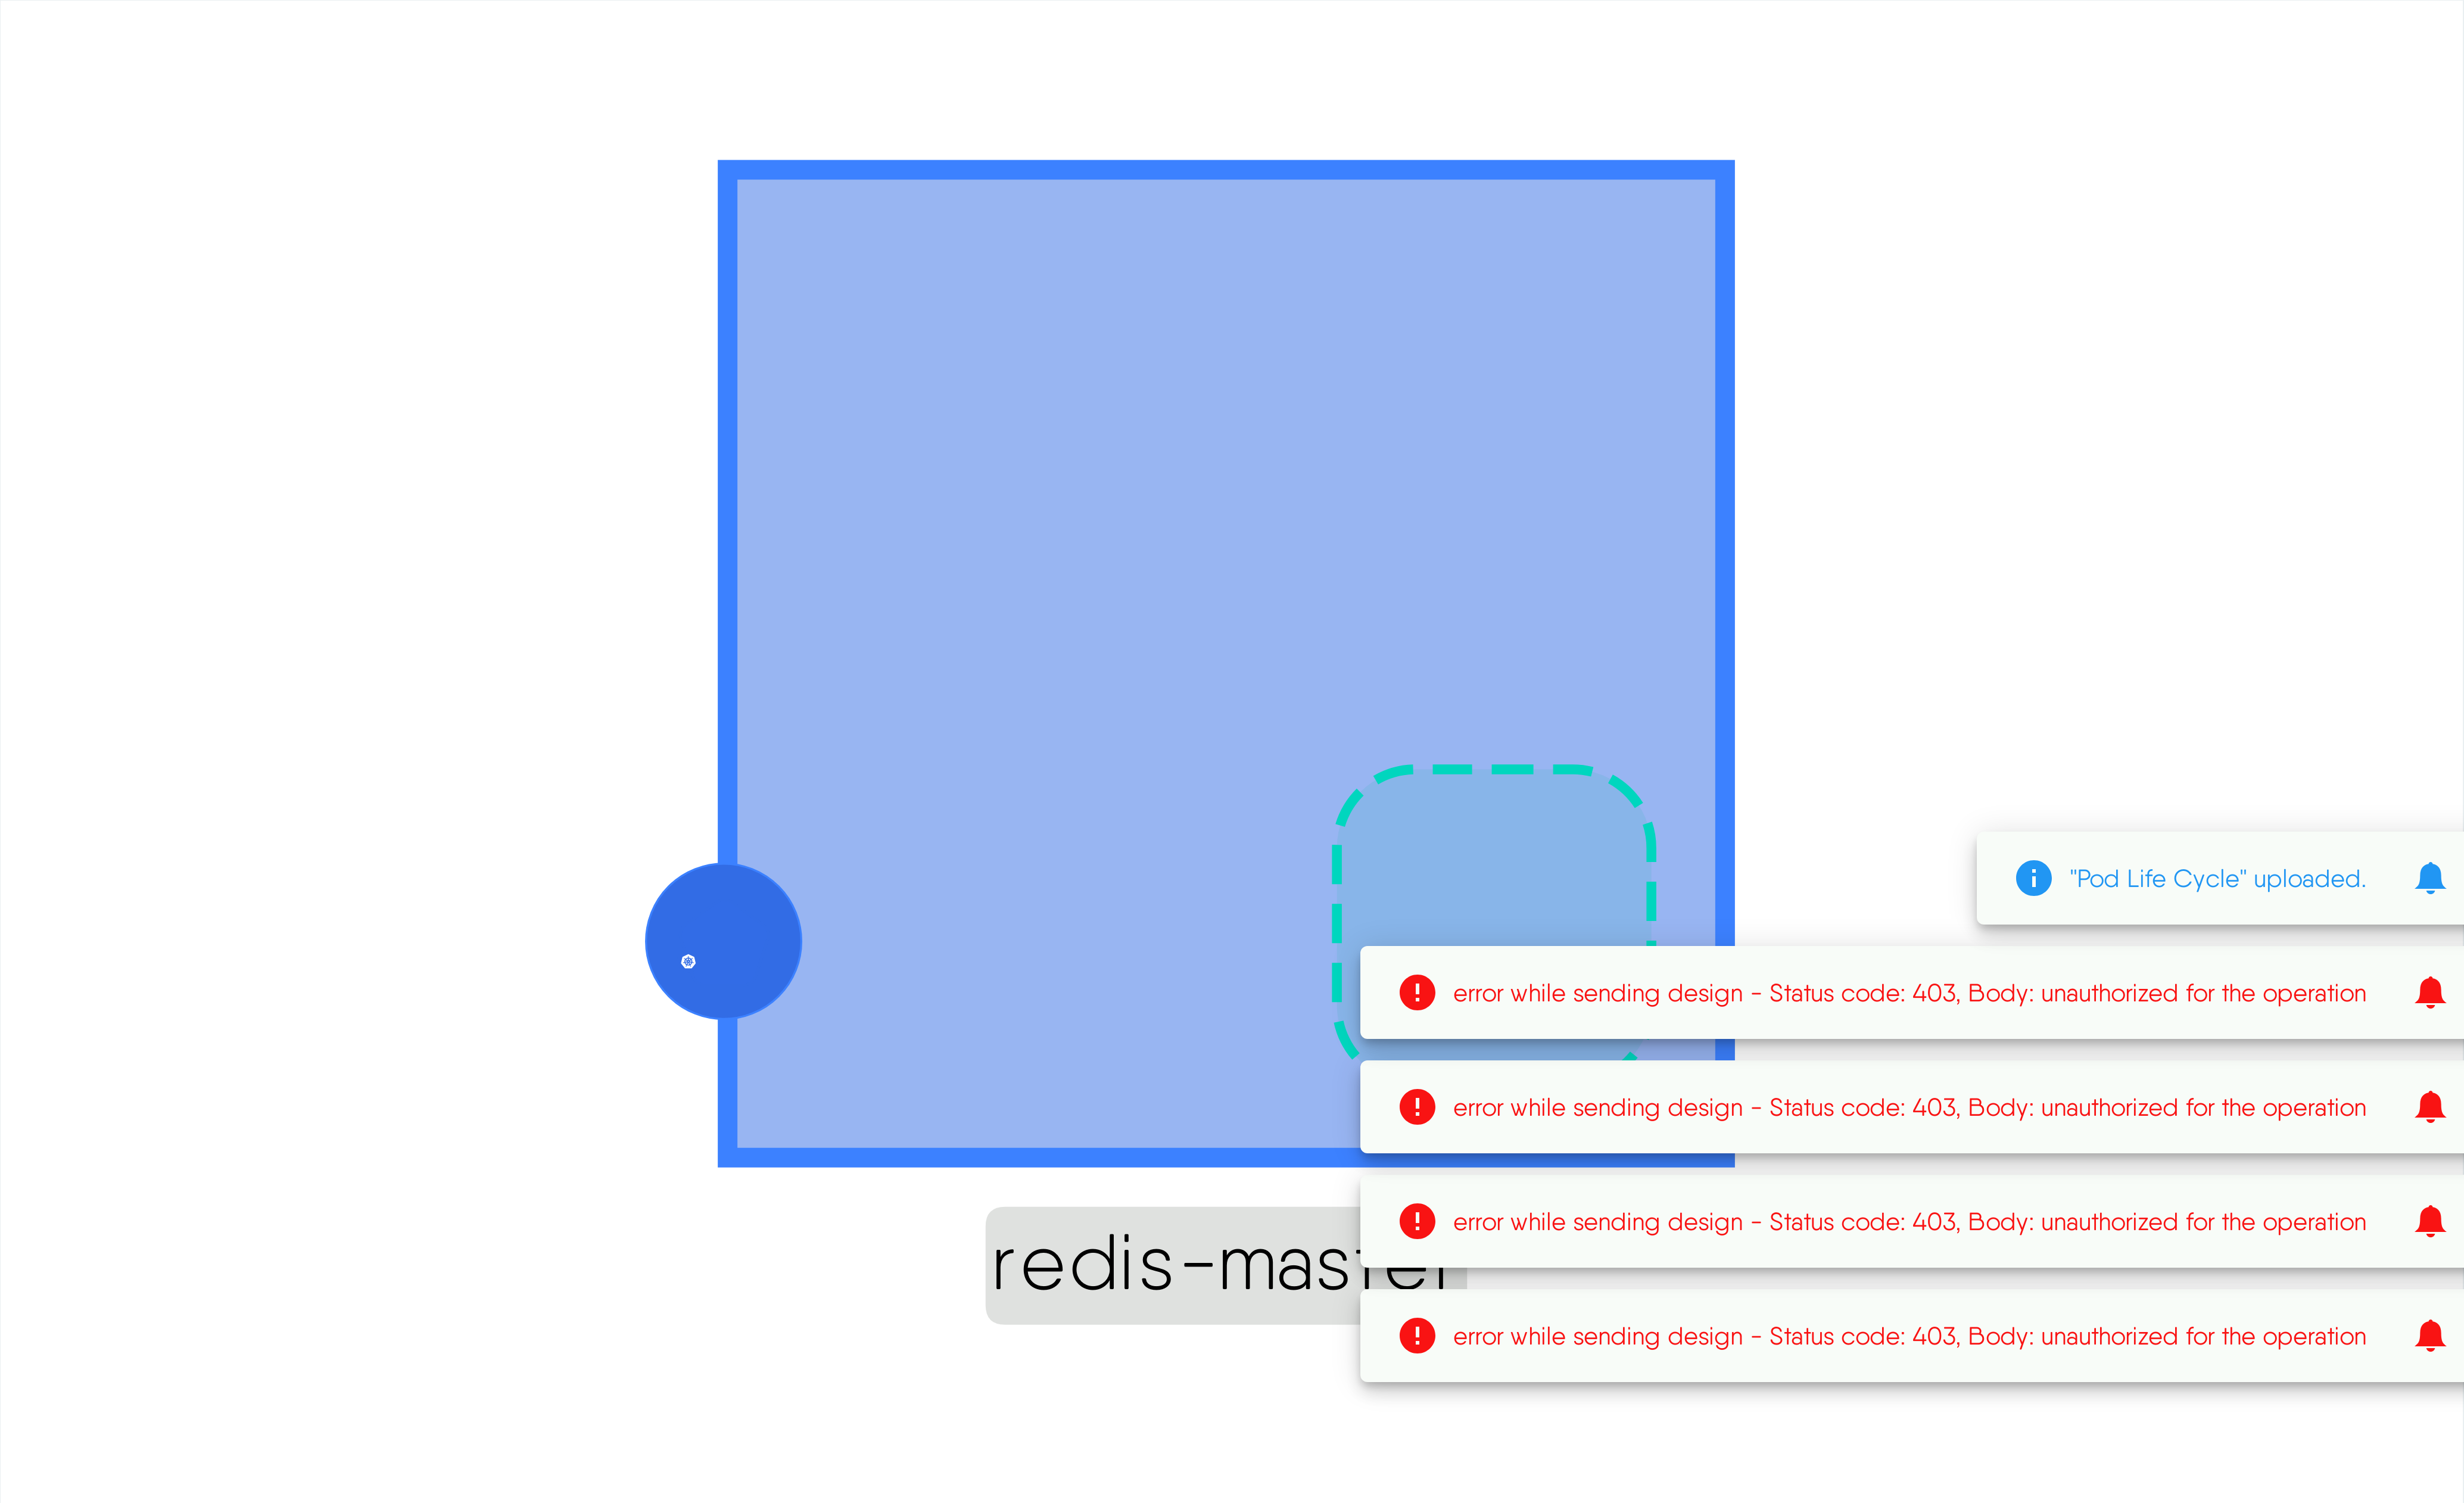 "Pod Life Cycle" uploaded.
error while sending design - Status code: 403, Body: unauthorized for the operation
error while sending design - Status code: 403, Body: unauthorized for the operation
error while sending design - Status code: 403, Body: unauthorized for the operation
redis-master
error while sending design - Status code: 403, Body: unauthorized for the operation